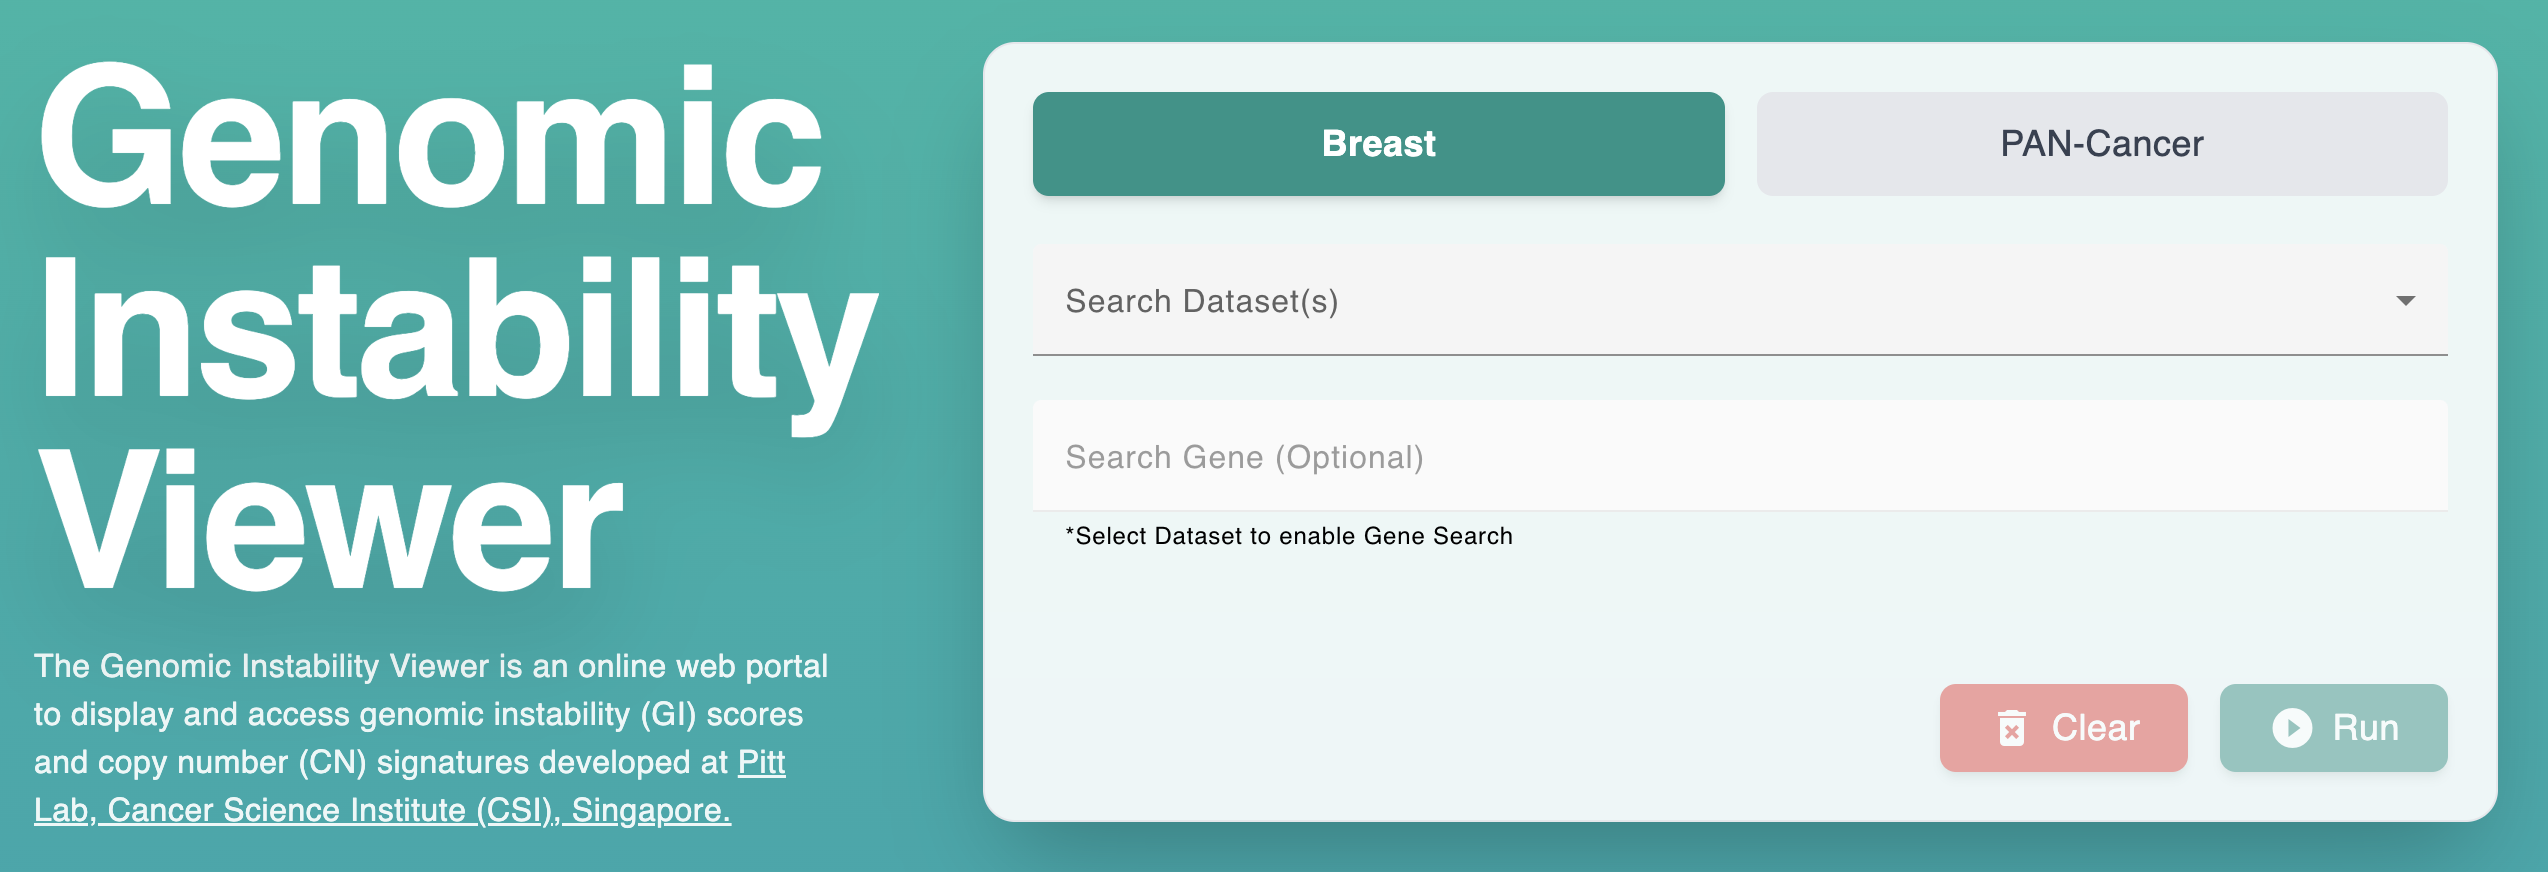 Genomic
Instability
Viewer
The Genomic Instability Viewer is an online web portal
to display and access genomic instability (GI) scores
and copy number (CN) signatures developed at Pitt
Lab, Cancer Science Institute (CSI), Singapore.
Breast
PAN-Cancer
Search Dataset(s)
Search Gene (Optional)
*Select Dataset to enable Gene Search
Clear
Run